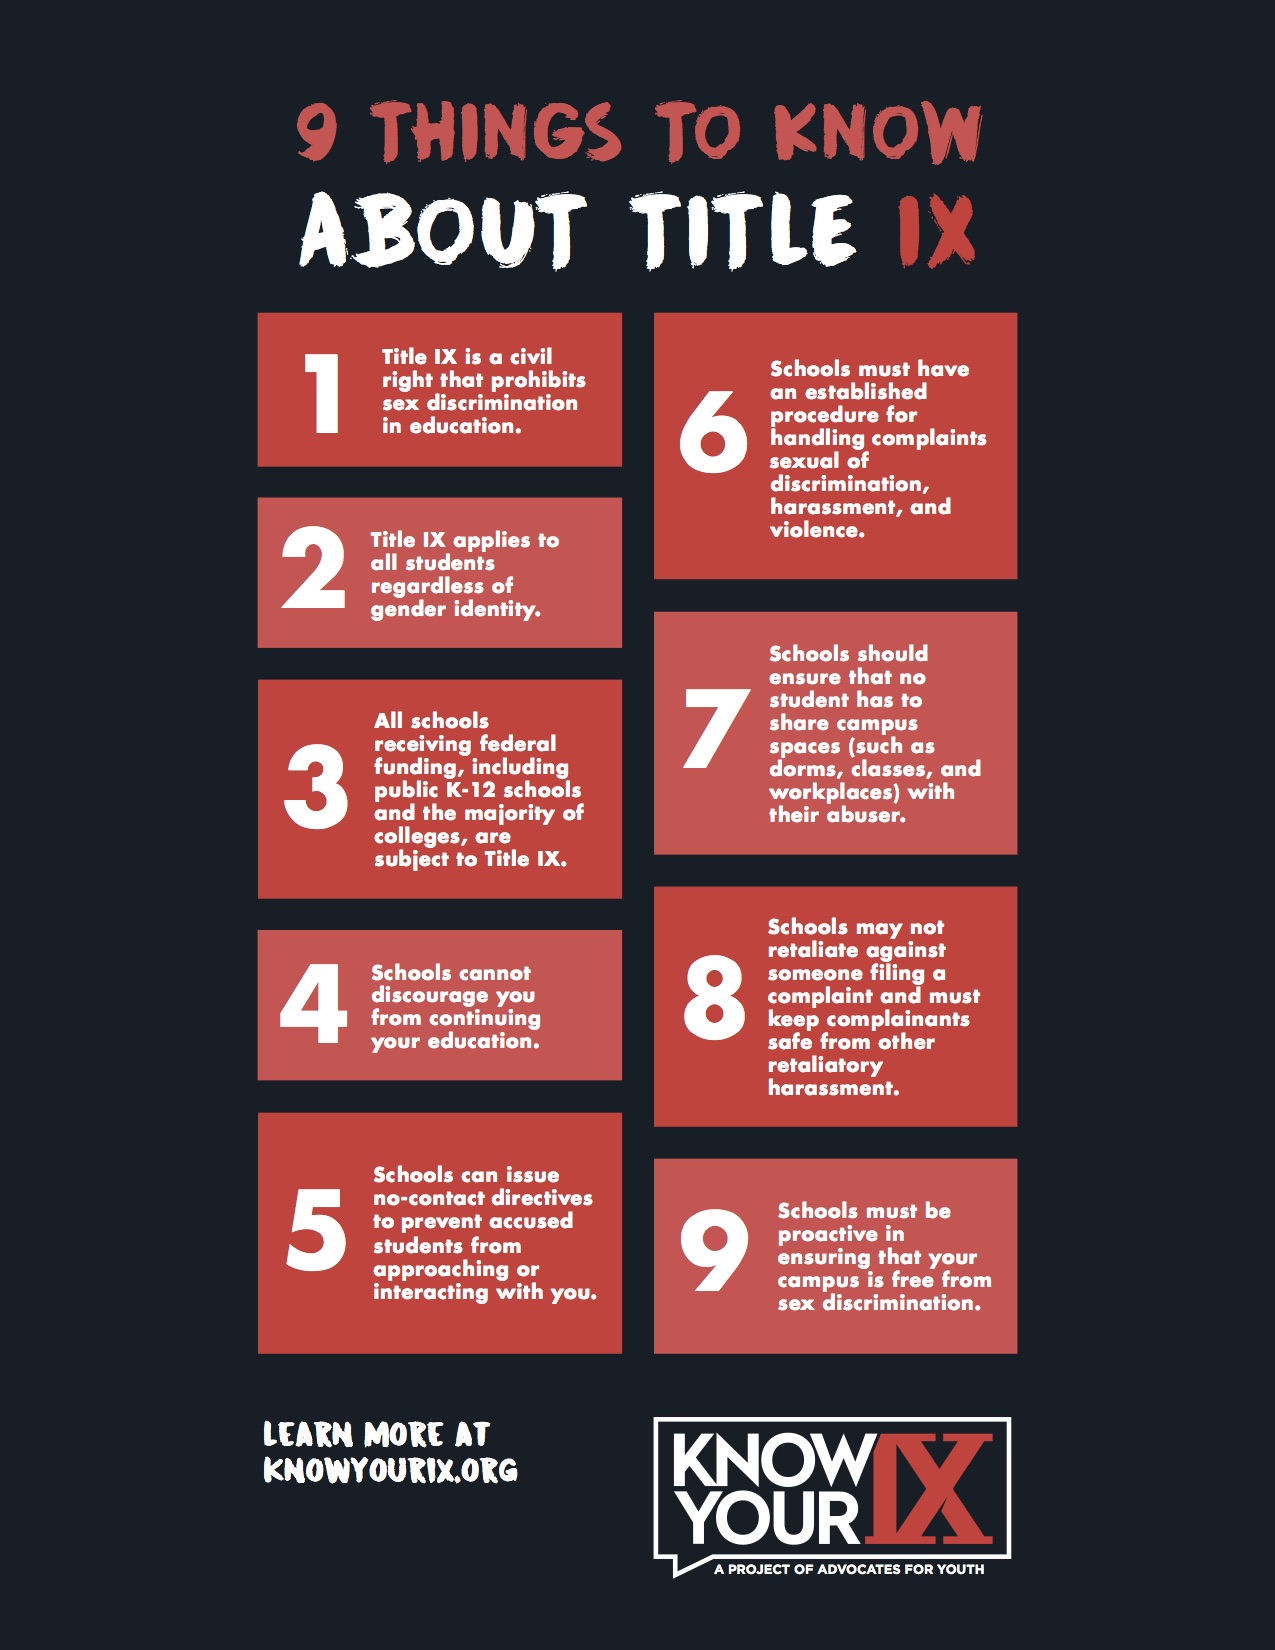 9 THINGS TO KNOW
ABOUT TITLE IX
1
Title IX is a civil
right that prohibits
sex discrimination
in education.
2
Title IX applies to
all students
regardless of
gender identity.
3
All schools
receiving federal
funding, including
public K-12 schools
and the majority of
colleges, are
subject to Title IX.
4
Schools cannot
discourage you
from continuing
your education.
5
Schools can issue
no-contact directives
to prevent accused
students from
approaching or
interacting with you.
6
Schools must have
an established
procedure for
handling complaints
sexual of
discrimination,
harassment, and
violence.
7
Schools should
ensure that no
student has to
share campus
spaces (such as
dorms, classes, and
workplaces) with
their abuser.
8
Schools may not
retaliate against
someone filing a
complaint and must
keep complainants
safe from other
retaliatory
harassment.
9
Schools must be
proactive in
ensuring that your
campus is free from
sex discrimination.
LEARN MORE AT
KNOWYOURIX.ORG
KNOW
YOUR IX
A PROJECT OF ADVOCATES FOR YOUTH